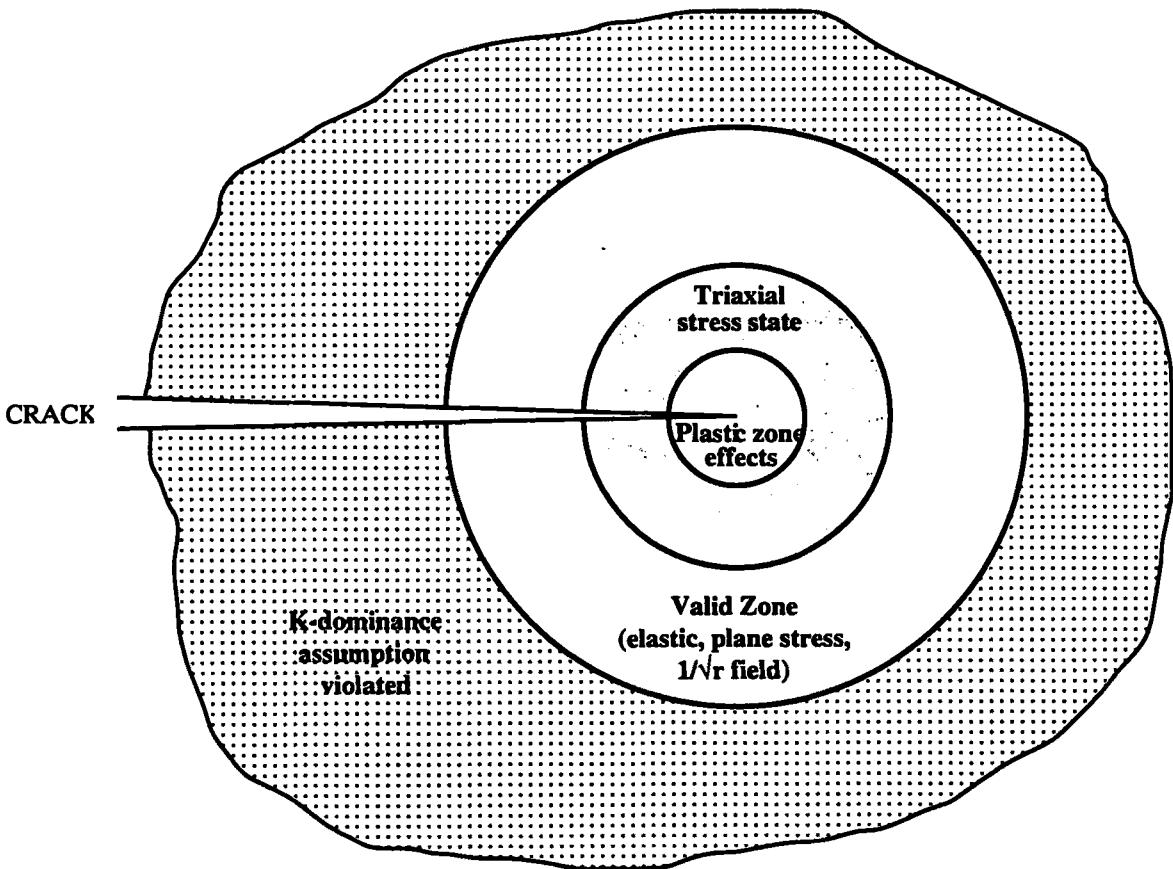 Triaxial
stress state
CRACK
Plastic zone
effects
K-dominance
assumption
violated
Valid Zone
(elastic, plane stress,
1/√r field)